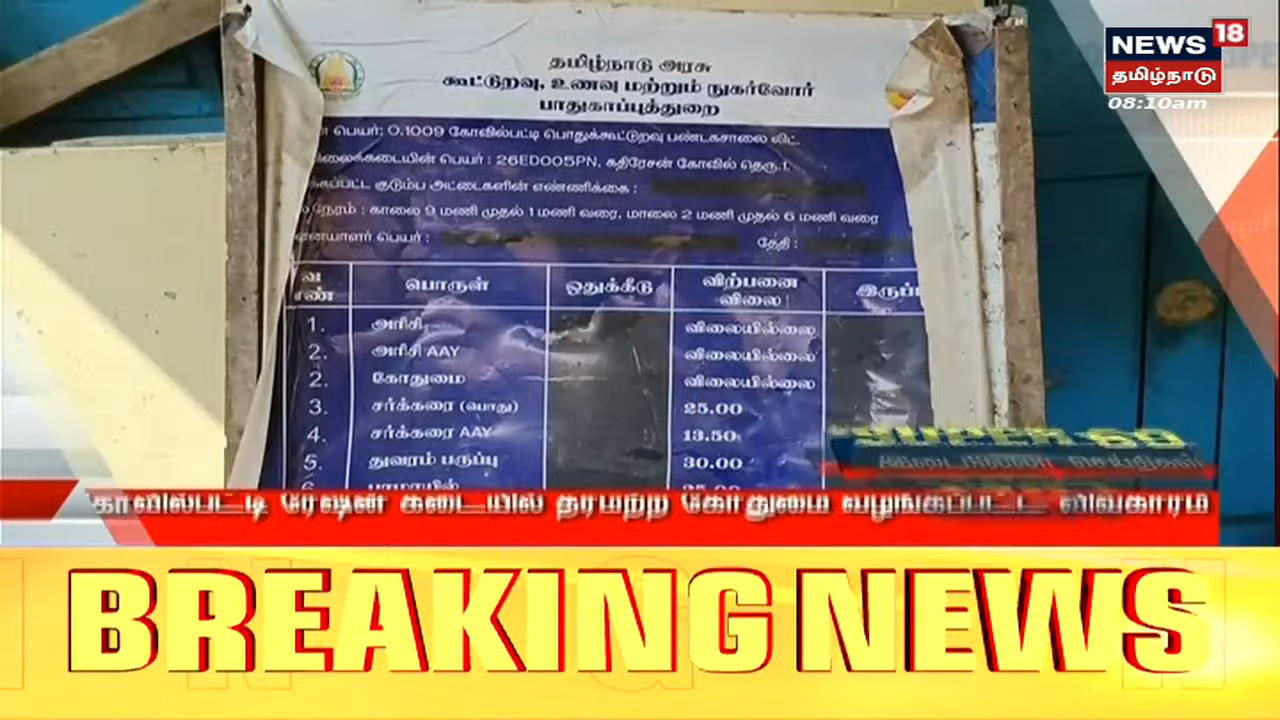 NEWS 18
தமிழ்நாடு
08:10am
தமிழ்நாடு அரசு
கூட்டுறவு, உணவு மற்றும் நுகர்வோர்
பாதுகாப்புத்துறை
பெயர்; O.1009 கோவில்பட்டி பொதுக்கூட்டுறவு பண்டகசாலை லிட்.
பெயர் : 26ED005PN, கதிரேசன் கோவில் தெரு.1,
குடும்ப அட்டைகளின் எண்ணிக்கை :
நேரம் : காலை 9 மணி முதல் 1 மணி வரை, மாலை 2 மணி முதல் 6 மணி வரை
பெயர் : தேதி :
பொருள் ஒதுக்கீடு விற்பனை விலை
1. அரிசி விலையில்லை
2. அரிசி AAY விலையில்லை
2. கோதுமை விலையில்லை
3. சர்க்கரை (பொது) 25.00
4. சர்க்கரை AAY 13.50
5. துவரம் பருப்பு 30.00
SUPER 60
கோவில்பட்டி ரேஷன் கடையில் தரமற்ற கோதுமை வழங்கப்பட்ட விவகாரம்
BREAKING NEWS